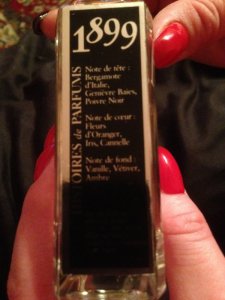 1899
Note de tête :
Bergamote
d'Italie,
Genièvre Baies,
Poivre Noir
Note de cœur :
Fleurs
d'Oranger,
Iris, Cannelle
Note de fond :
Vanille, Vétiver,
Ambre
OIRES de PARFUMS